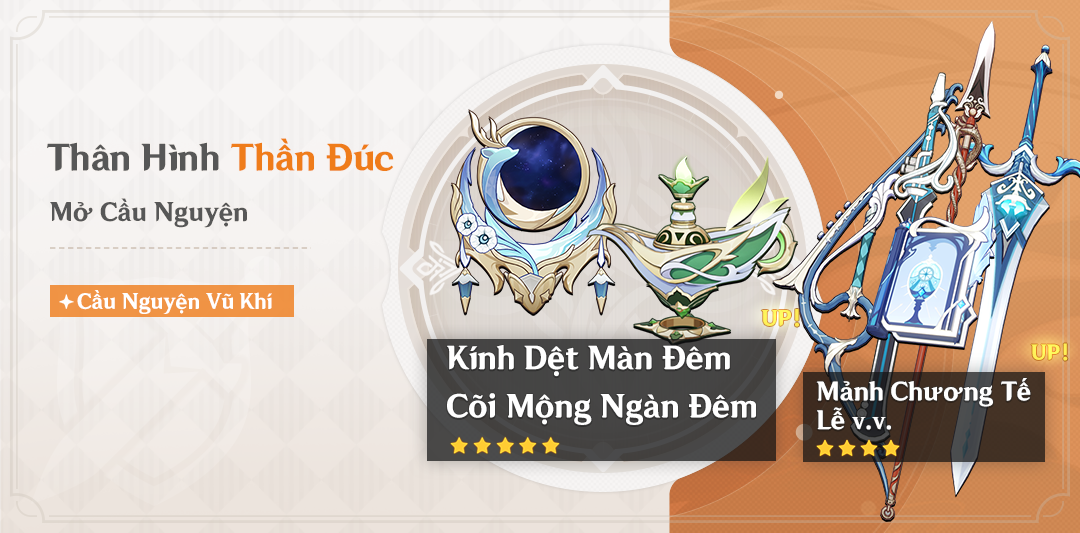 Thân Hình Thần Đúc
Mở Cầu Nguyện
Cầu Nguyện Vũ Khí
Kính Dệt Màn Đêm
Cõi Mộng Ngàn Đêm
UP!
Mảnh Chương Tế
Lễ v.v.
UP!